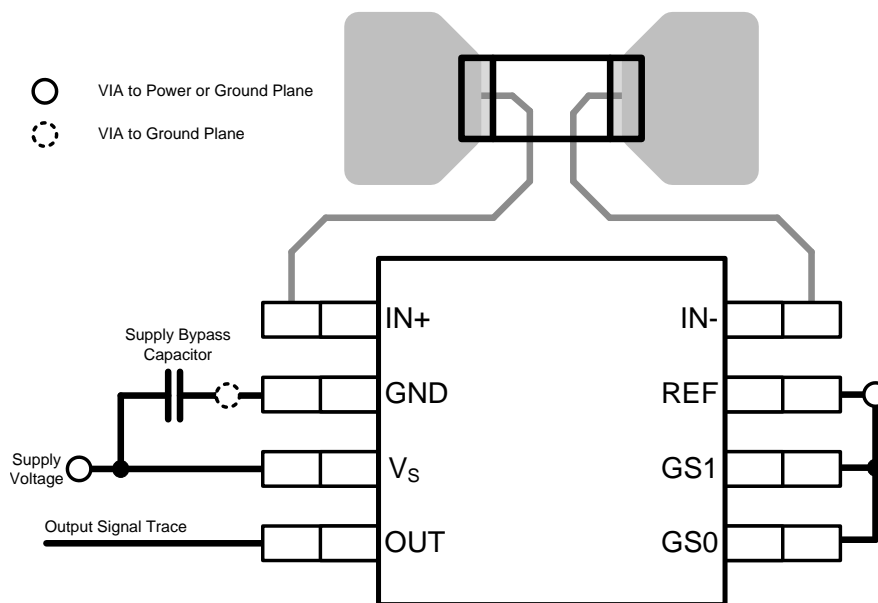 VIA to Power or Ground Plane
VIA to Ground Plane
IN+
IN-
Supply Bypass
Capacitor
GND
REF
Supply
Voltage
VS
GS1
Output Signal Trace
OUT
GS0